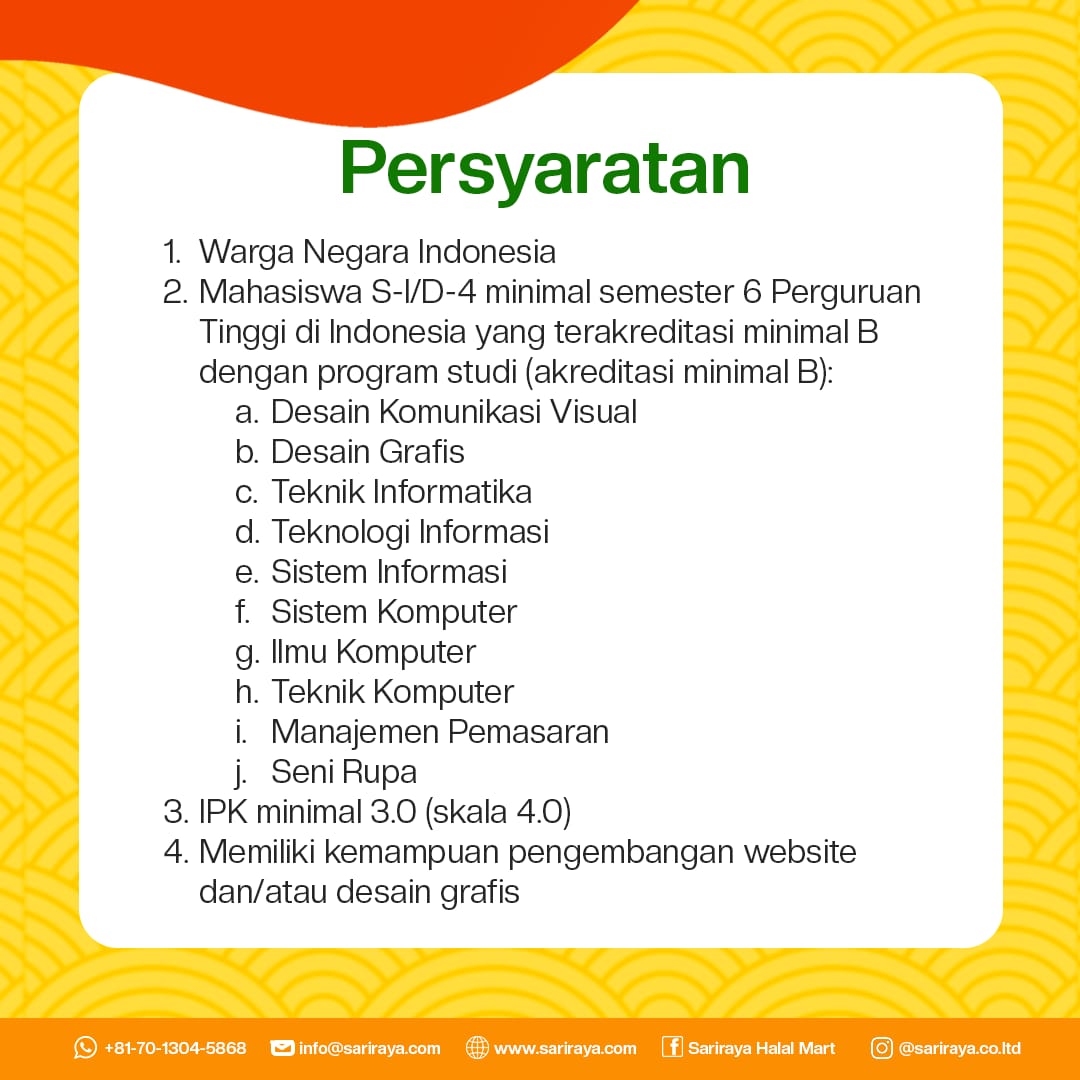 Persyaratan
1. Warga Negara Indonesia
2. Mahasiswa S-I/D-4 minimal semester 6 Perguruan
Tinggi di Indonesia yang terakreditasi minimal B
dengan program studi (akreditasi minimal B):
a. Desain Komunikasi Visual
b. Desain Grafis
c. Teknik Informatika
d. Teknologi Informasi
e. Sistem Informasi
f. Sistem Komputer
g. Ilmu Komputer
h. Teknik Komputer
i. Manajemen Pemasaran
j. Seni Rupa
3. IPK minimal 3.0 (skala 4.0)
4. Memiliki kemampuan pengembangan website
dan/atau desain grafis
+81-70-1304-5868 info@sariraya.com www.sariraya.com Sariraya Halal Mart @sariraya.co.ltd